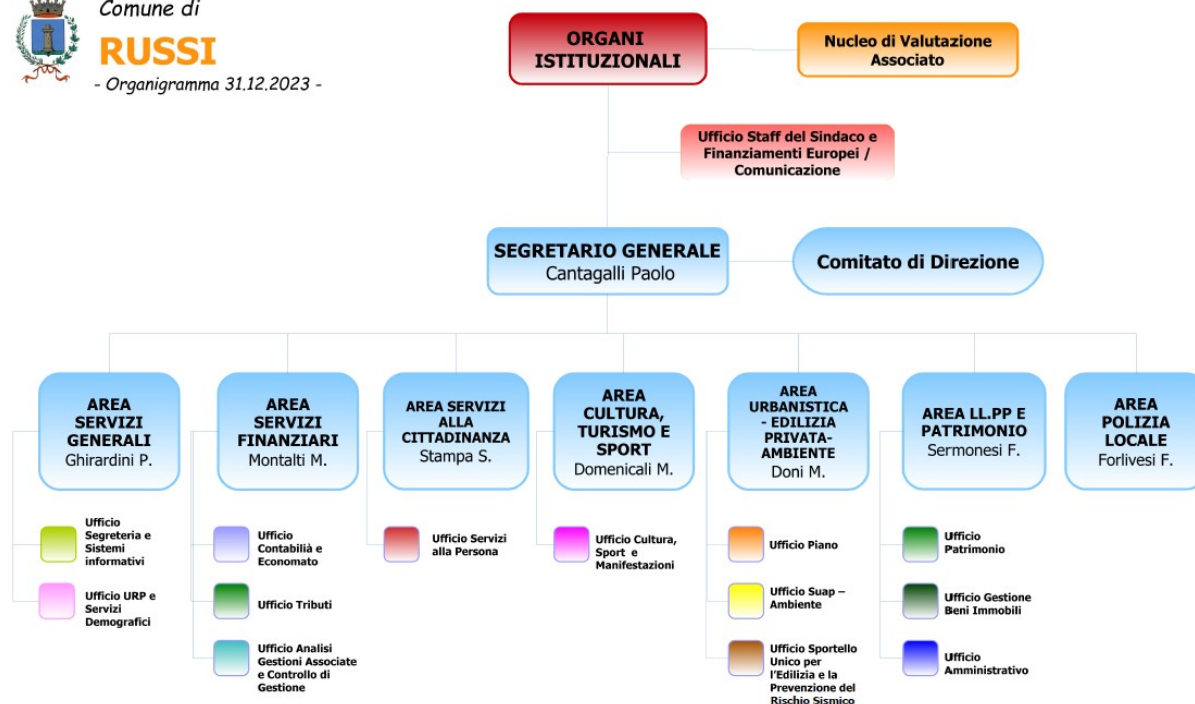 Comune di
RUSSI
- Organigramma 31.12.2023 -
ORGANI
ISTITUZIONALI
Nucleo di Valutazione
Associato
Ufficio Staff del Sindaco e
Finanziamenti Europei /
Comunicazione
SEGRETARIO GENERALE
Cantagalli Paolo
Comitato di Direzione
AREA
SERVIZI
GENERALI
Ghirardini P.
AREA
SERVIZI
FINANZIARI
Montalti M.
AREA SERVIZI
ALLA
CITTADINANZA
Stampa S.
AREA
CULTURA,
TURISMO E
SPORT
Domenicali M.
AREA
URBANISTICA
- EDILIZIA
PRIVATA-
AMBIENTE
Doni M.
AREA LL.PP E
PATRIMONIO
Sermonesi F.
AREA
POLIZIA
LOCALE
Forlivesi F.
Ufficio
Segreteria e
Sistemi
informativi
Ufficio URP e
Servizi
Demografici
Ufficio
Contabilià e
Economato
Ufficio Tributi
Ufficio Analisi
Gestioni Associate
e Controllo di
Gestione
Ufficio Servizi
alla Persona
Ufficio Cultura,
Sport e
Manifestazioni
Ufficio Piano
Ufficio Suap –
Ambiente
Ufficio Sportello
Unico per
l'Edilizia e la
Prevenzione del
Rischio Sismico
Ufficio
Patrimonio
Ufficio Gestione
Beni Immobili
Ufficio
Amministrativo